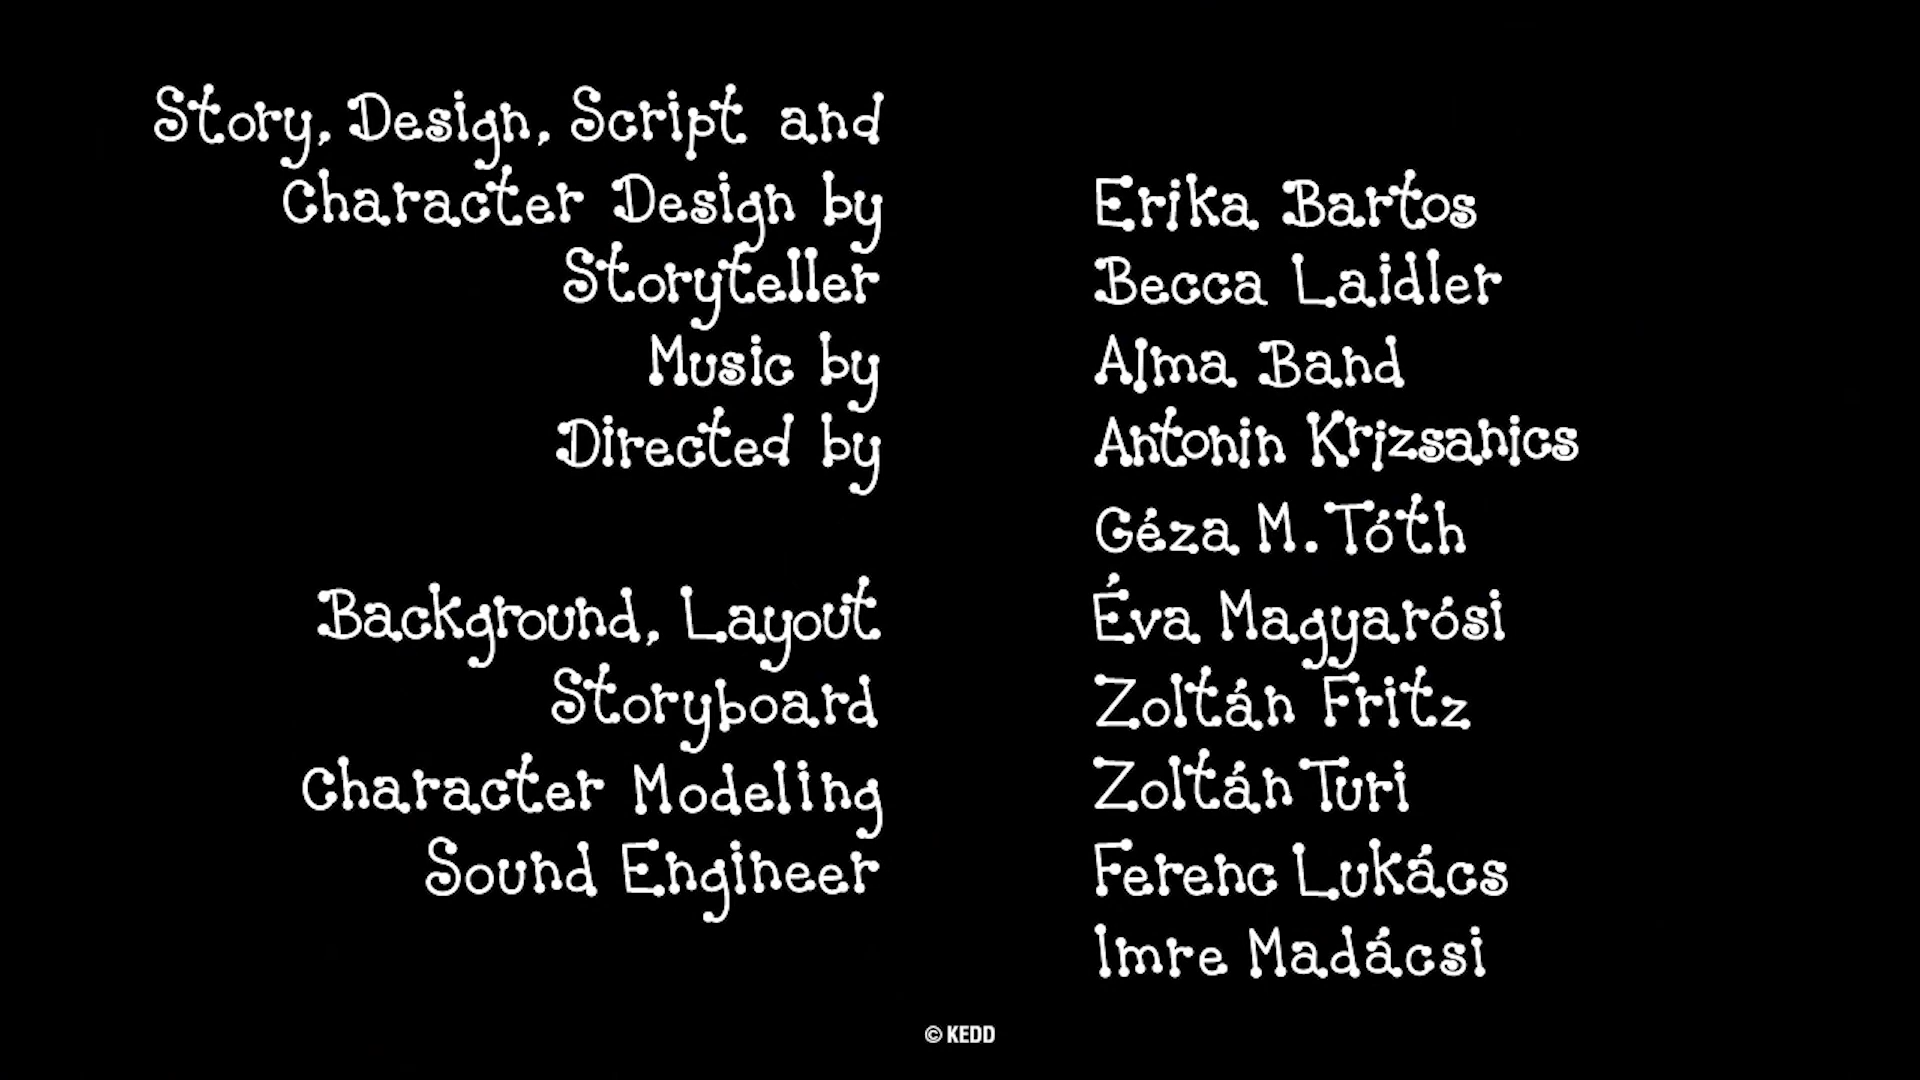 Story, Design, Script and
Character Design by Erika Bartos
Storyteller Becca Laidler
Music by Alma Band
Directed by Antonin Krizsanics
Géza M. Tóth
Background, Layout Éva Magyarósi
Storyboard Zoltán Fritz
Character Modeling Zoltán Turi
Sound Engineer Ferenc Lukács
Imre Madácsi
© KEDD